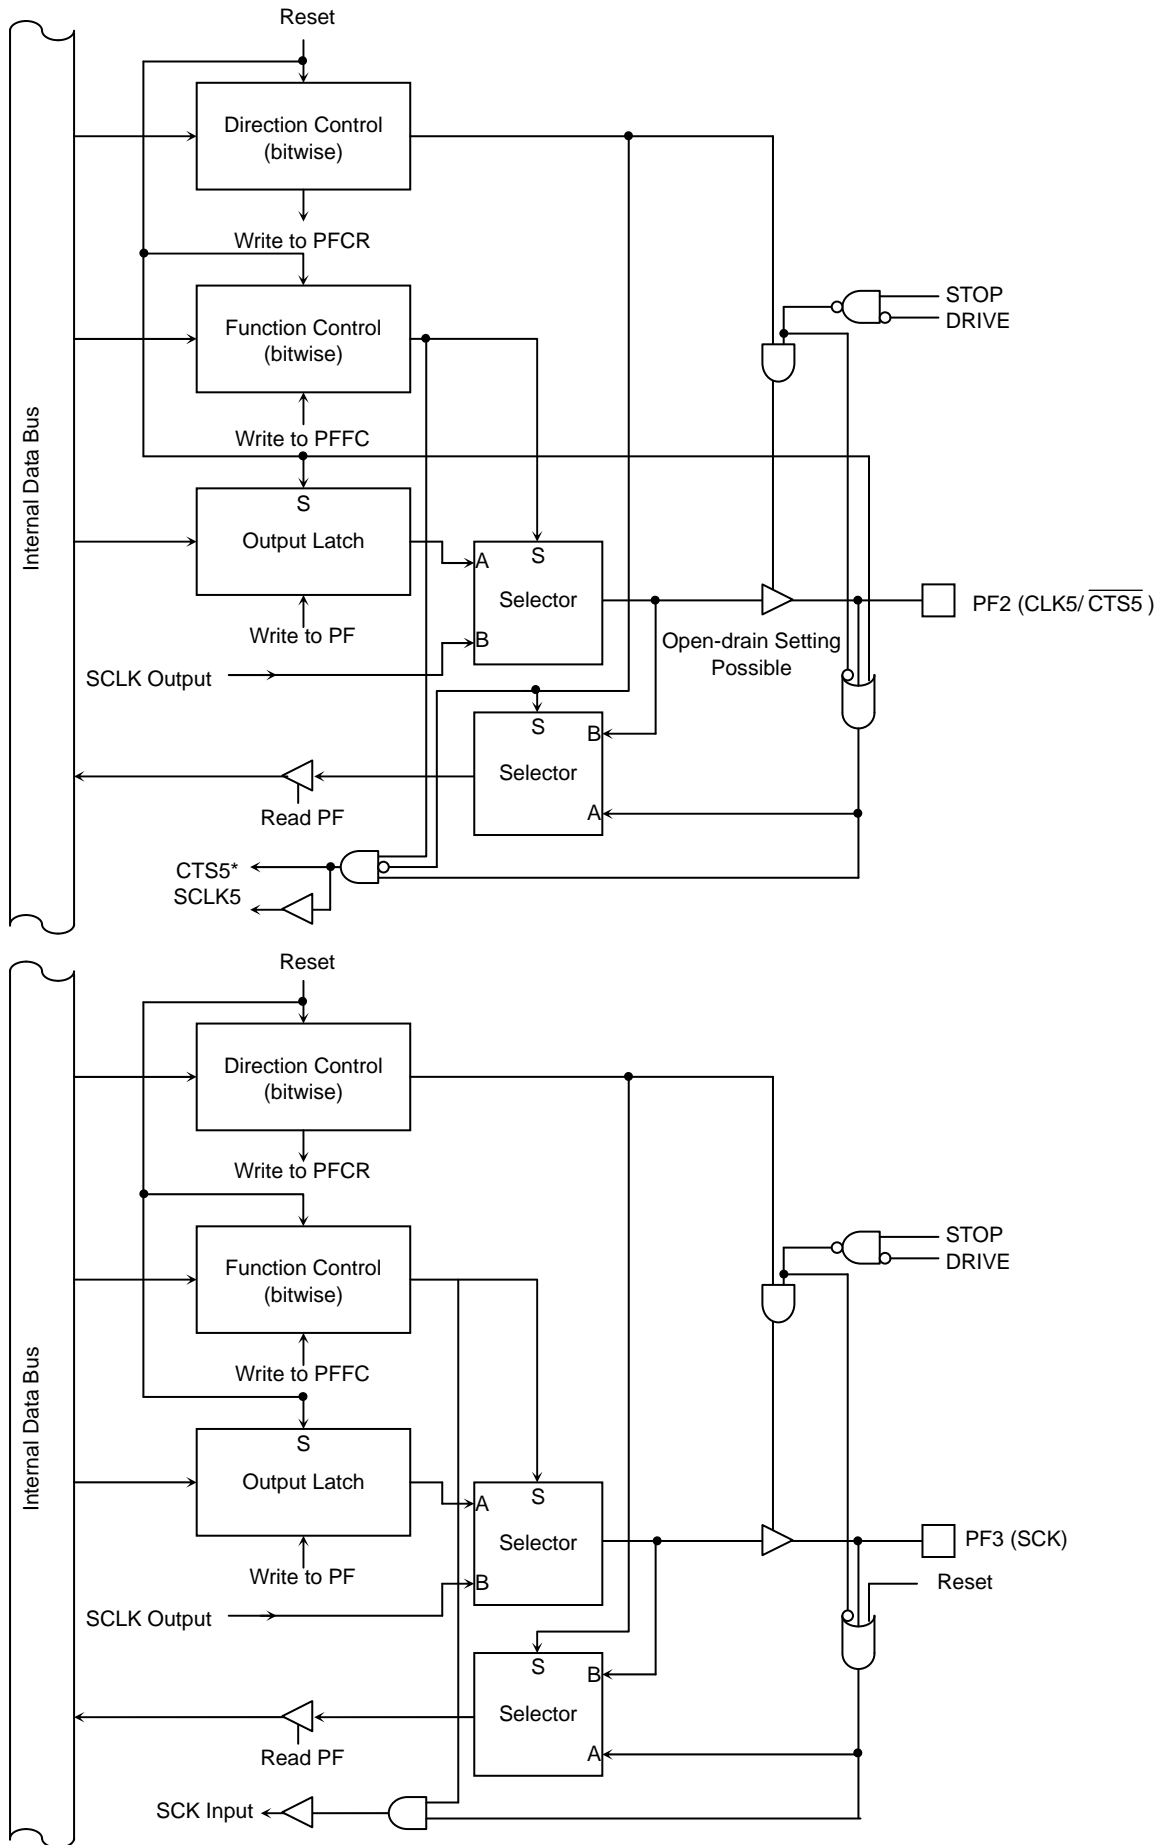 Reset
Direction Control
(bitwise)
Write to PFCR
STOP
DRIVE
Function Control
(bitwise)
Internal Data Bus
Write to PFFC
S
Output Latch
A
S
Selector
B
PF2 (CLK5/ CTS5 )
Write to PF
Open-drain Setting
Possible
SCLK Output
S
B
Selector
A
Read PF
CTS5*
SCLK5
Reset
Direction Control
(bitwise)
Write to PFCR
STOP
DRIVE
Function Control
(bitwise)
Internal Data Bus
Write to PFFC
S
Output Latch
A
S
Selector
B
PF3 (SCK)
Reset
Write to PF
SCLK Output
S
B
Selector
A
Read PF
SCK Input